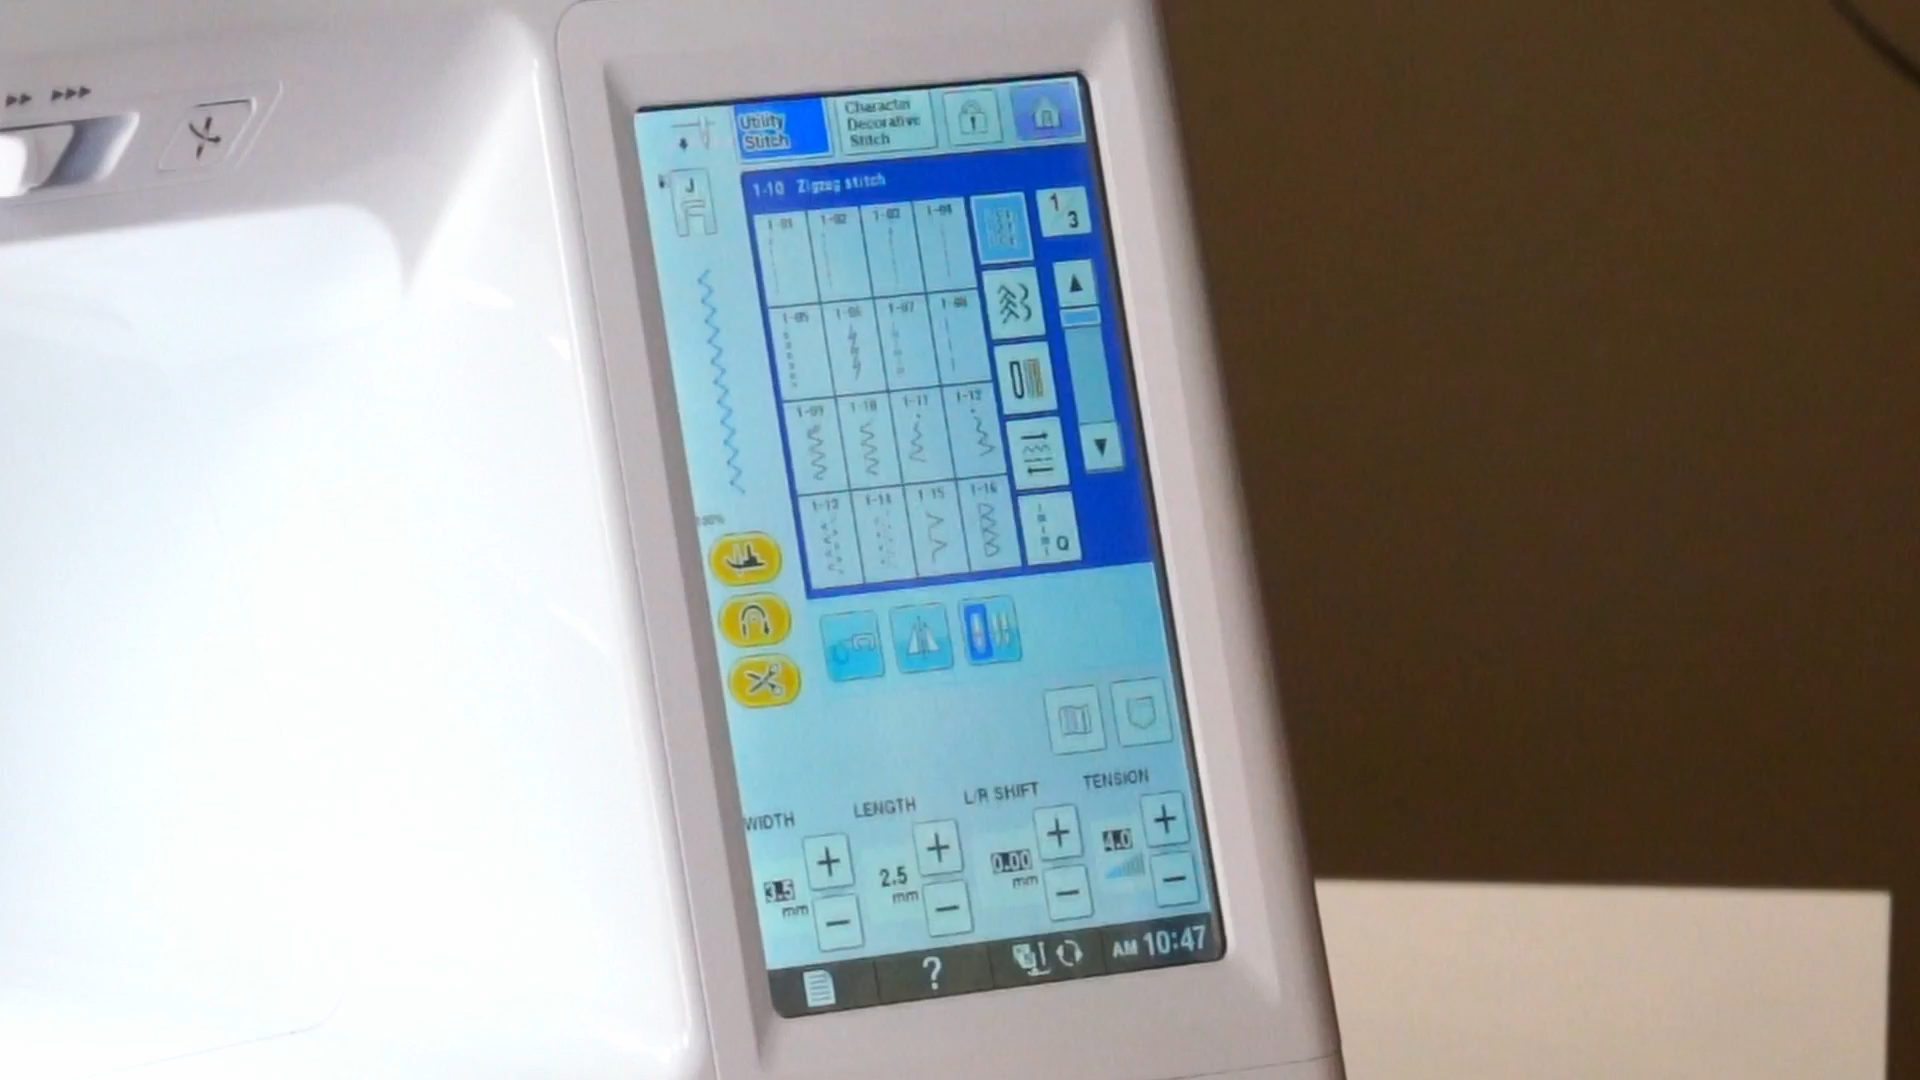 Utility
Stitch
Character
Decorative
Stitch
J
1-10 Zigzag stitch
1/3
1-01 1-02 1-03 1-04
1-05 1-06 1-07 1-08
1-09 1-10 1-11 1-12
1-13 1-14 1-15 1-16
Q
100%
WIDTH LENGTH L/R SHIFT TENSION
+ + + +
3.5 mm 2.5 mm 0.00 mm 4.0
− − − −
? AM 10:47